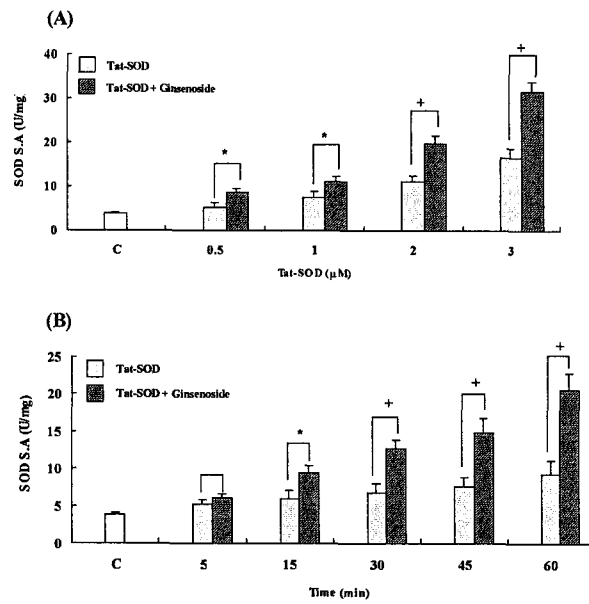 (A)
50
Tat-SOD
Tat-SOD + Ginsenoside
40
30
20
10
0
SOD S.A (U/mg)
*
*
+
+
C
0.5
1
2
3
Tat-SOD (μM)
(B)
25
Tat-SOD
Tat-SOD + Ginsenoside
20
15
10
5
0
SOD S.A (U/mg)
*
+
+
+
C
5
15
30
45
60
Time (min)